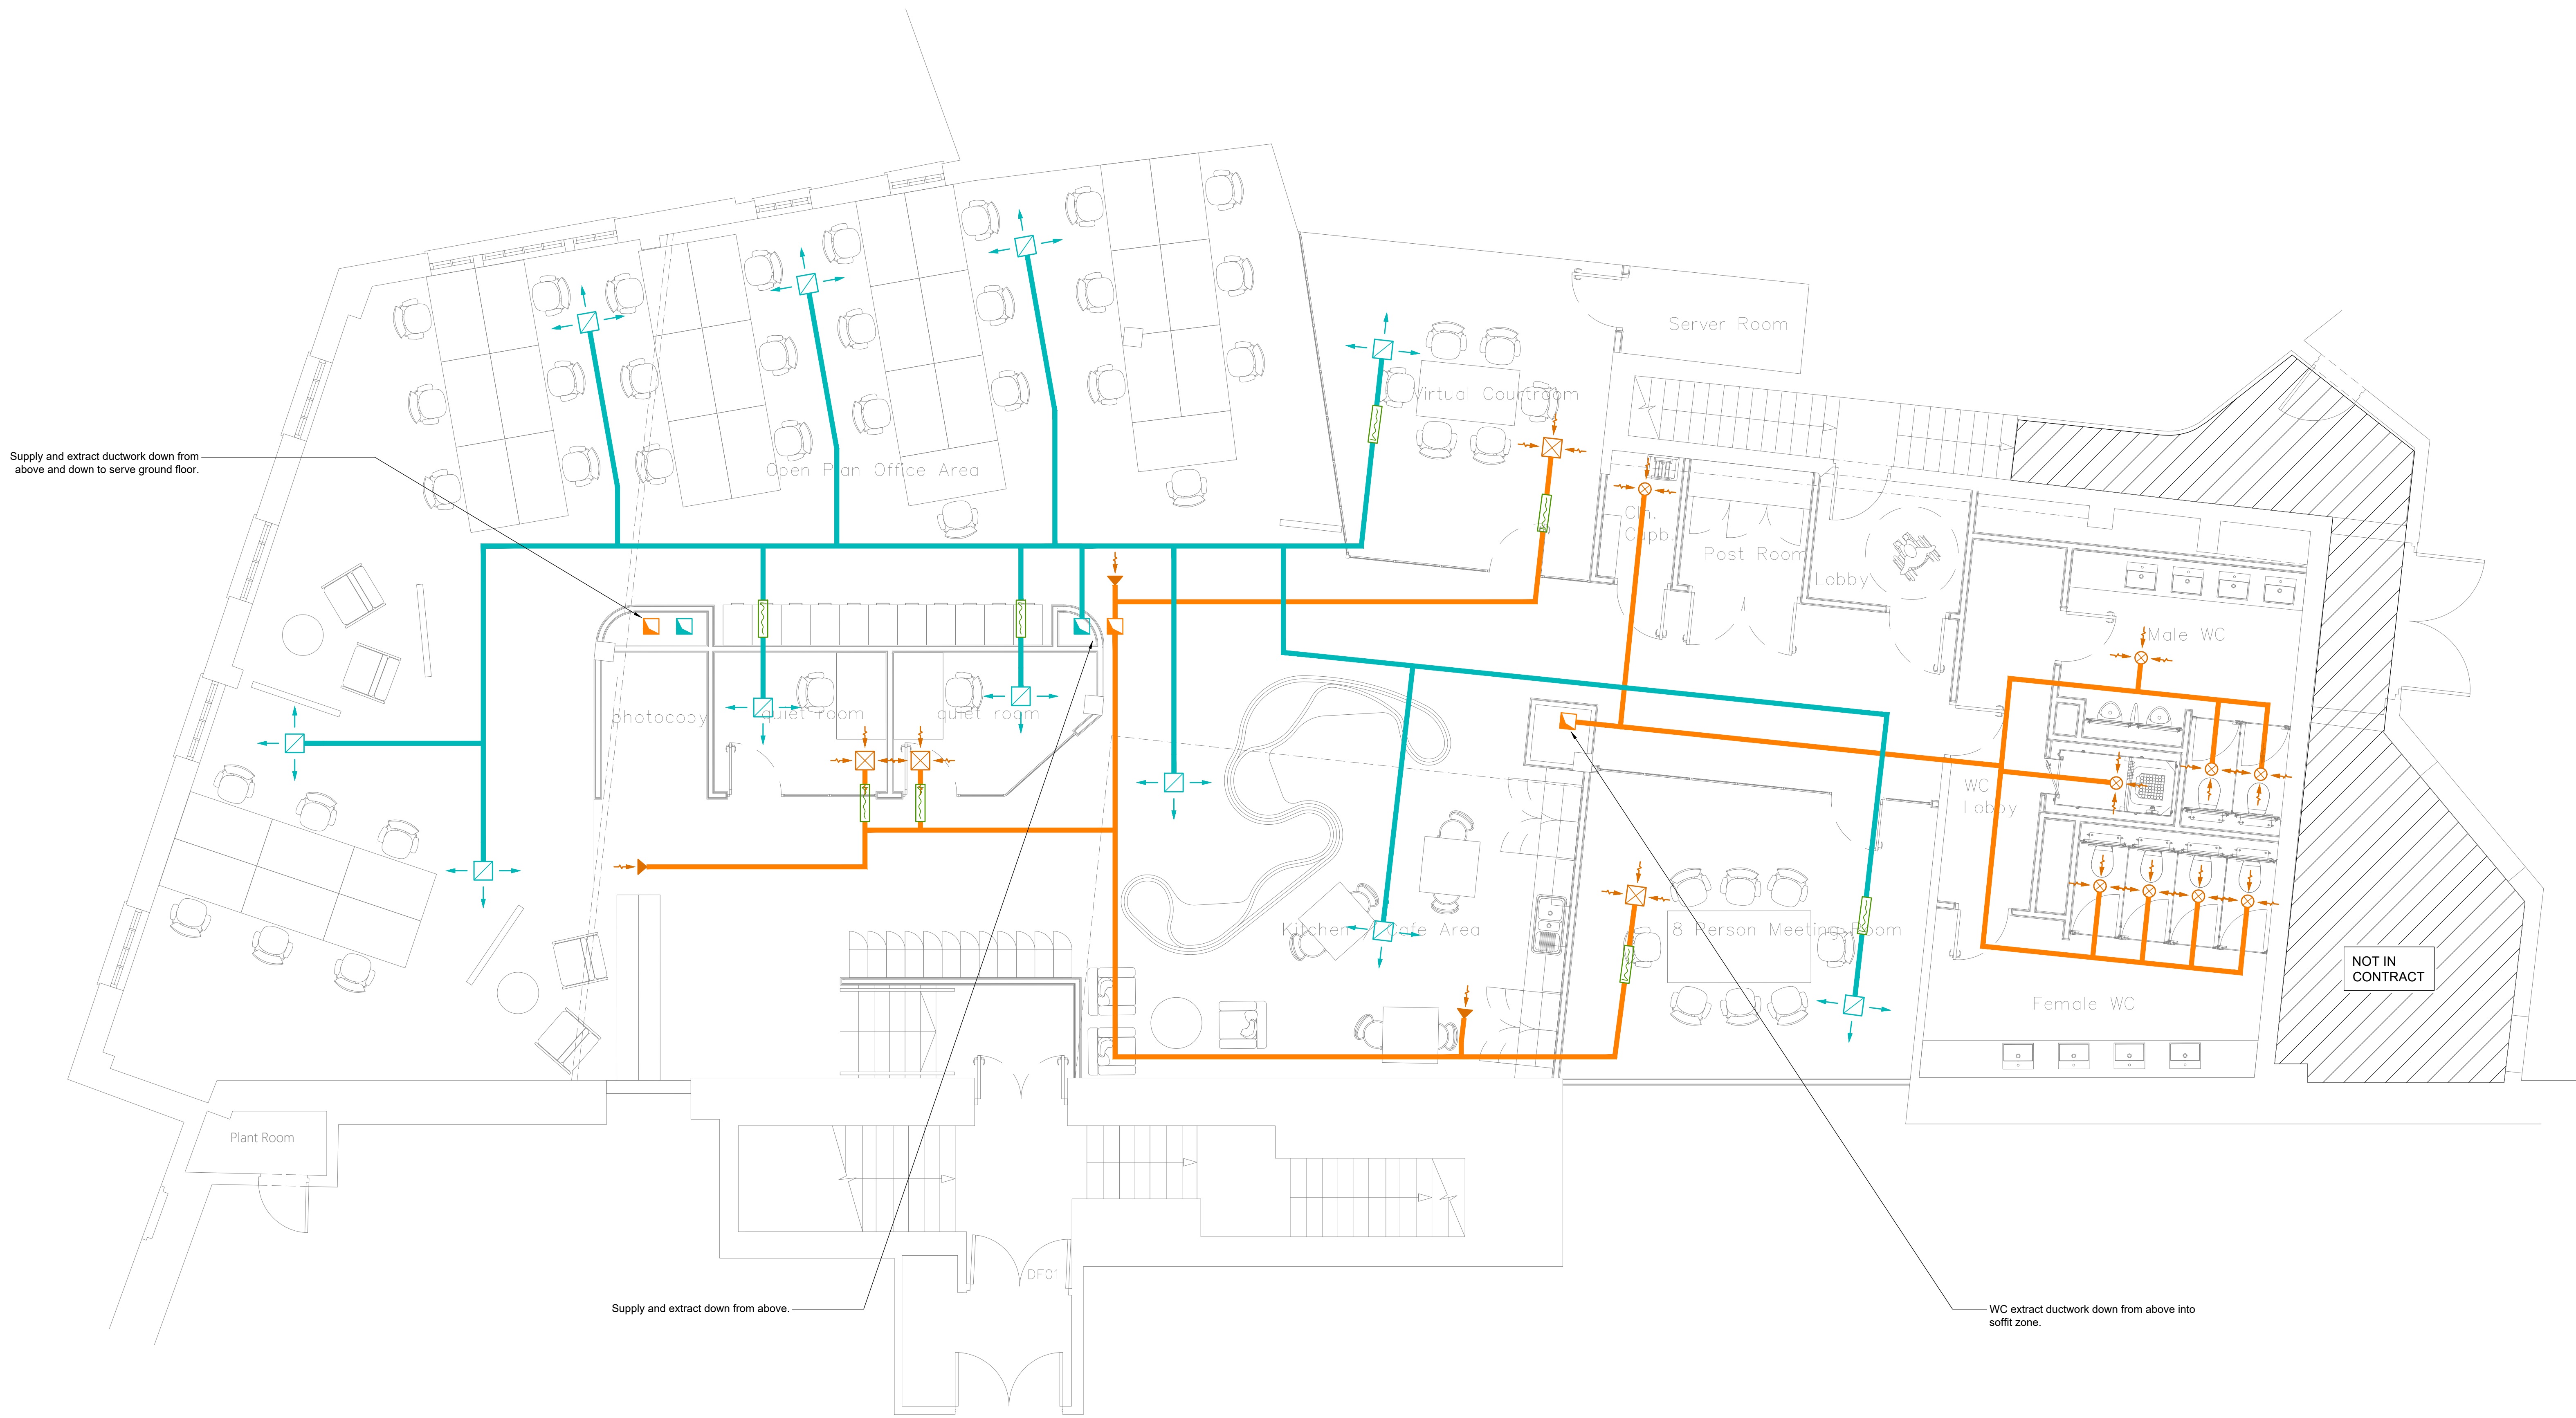 Server Room
Virtual Courtroom
Supply and extract ductwork down from
above and down to serve ground floor.
Open Plan Office Area
Cln.
Cupb.
Post Room
Lobby
Male WC
photocopy
quiet room
quiet room
WC
Lobby
Kitchen / Cafe Area
8 Person Meeting Room
NOT IN
CONTRACT
Female WC
Plant Room
DF01
Supply and extract down from above.
WC extract ductwork down from above into
soffit zone.